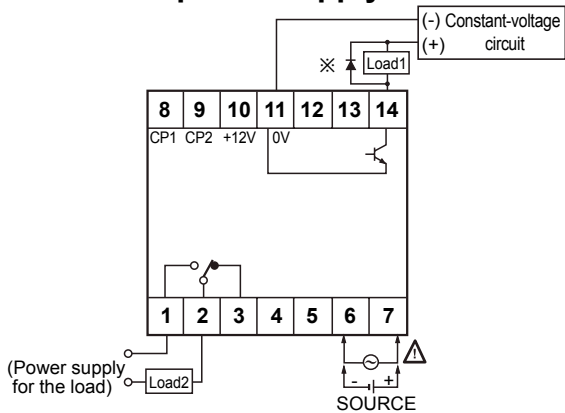 (-) Constant-voltage
(+) circuit
※ Load1
8 9 10 11 12 13 14
CP1 CP2 +12V 0V
1 2 3 4 5 6 7
(Power supply
for the load)
Load2
- +
SOURCE